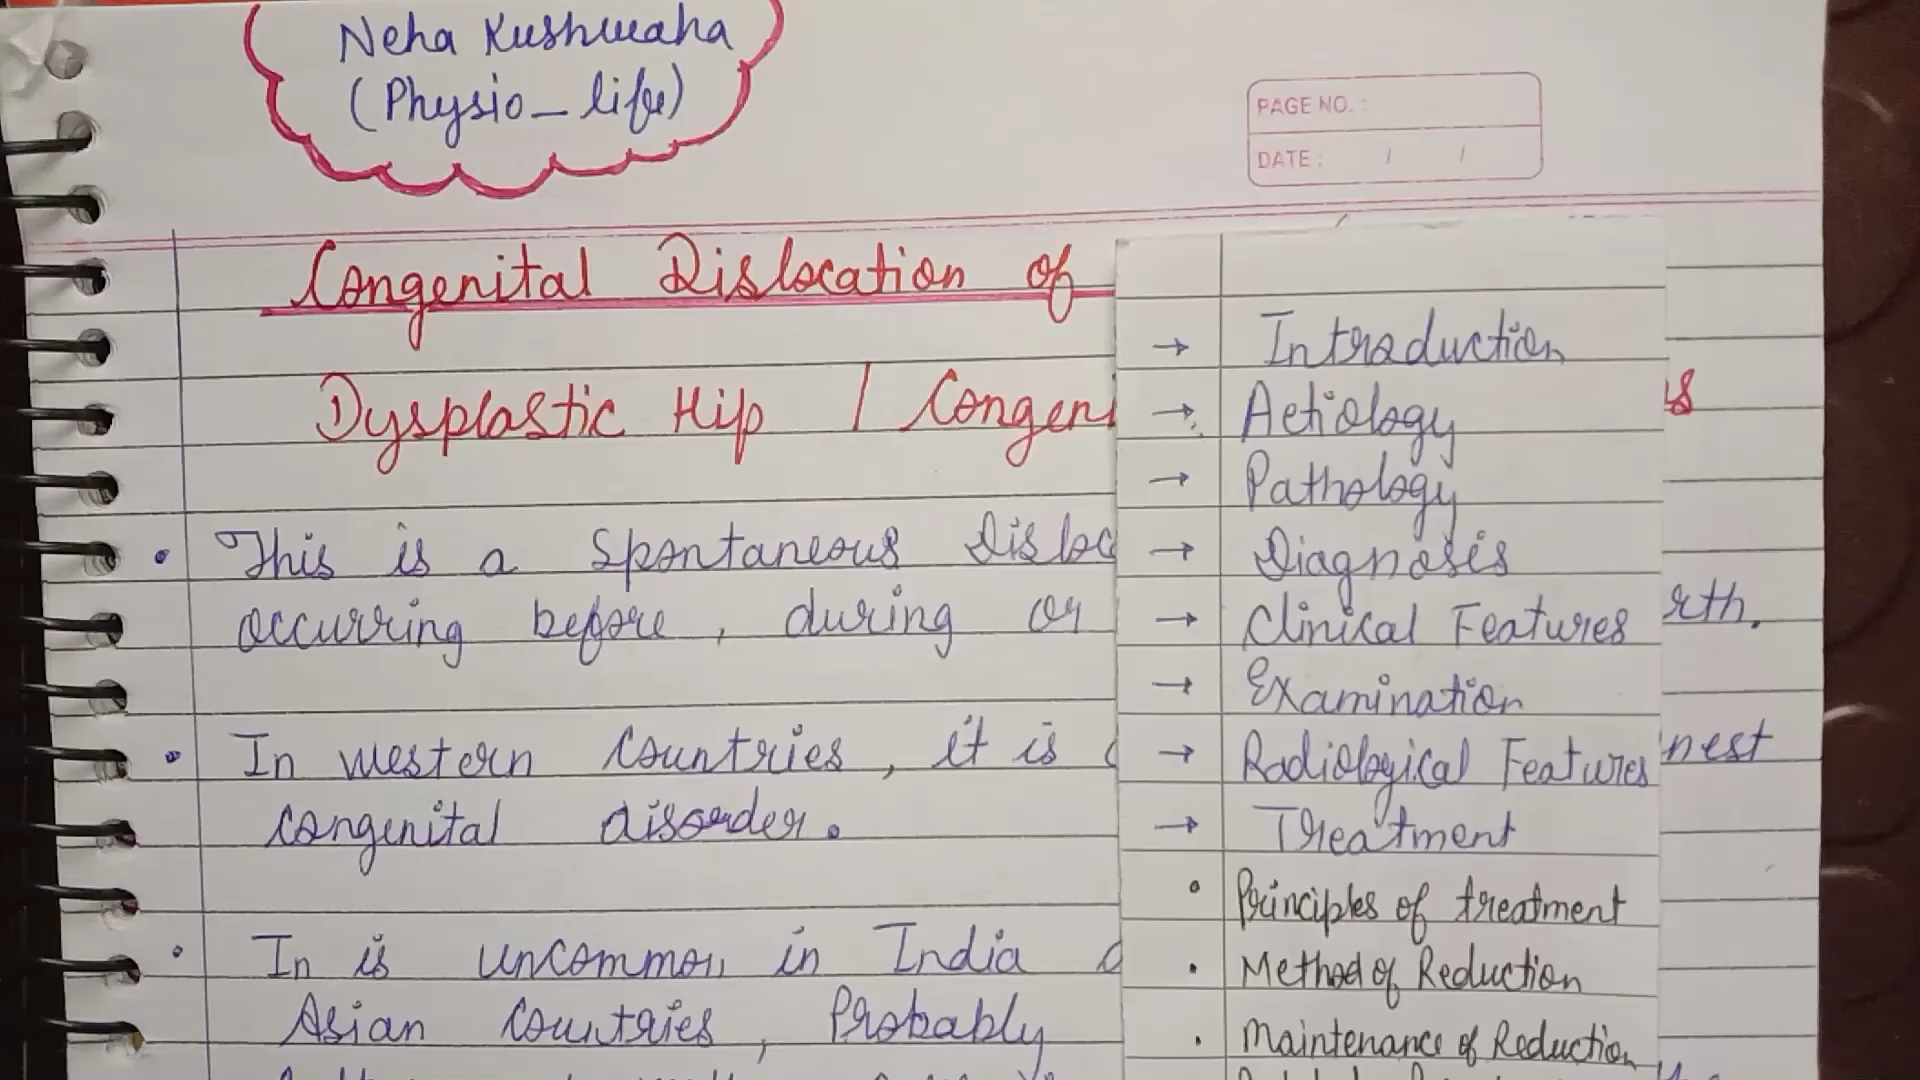 Neha Kushwaha
(Physio_life)
PAGE NO. :
DATE : / /
Congenital Dislocation of
Dysplastic Hip / Congeni
This is a Spontaneous Disloc
occurring before, during or
rth.
In western Countries, it is
nest
congenital disorder.
In is uncommon in India
Asian Countries, Probably
→ Introduction
→ Aetiology
→ Pathology
→ Diagnosis
→ Clinical Features
→ Examination
→ Radiological Features
→ Treatment
• Principles of treatment
• Method of Reduction
• Maintenance of Reduction